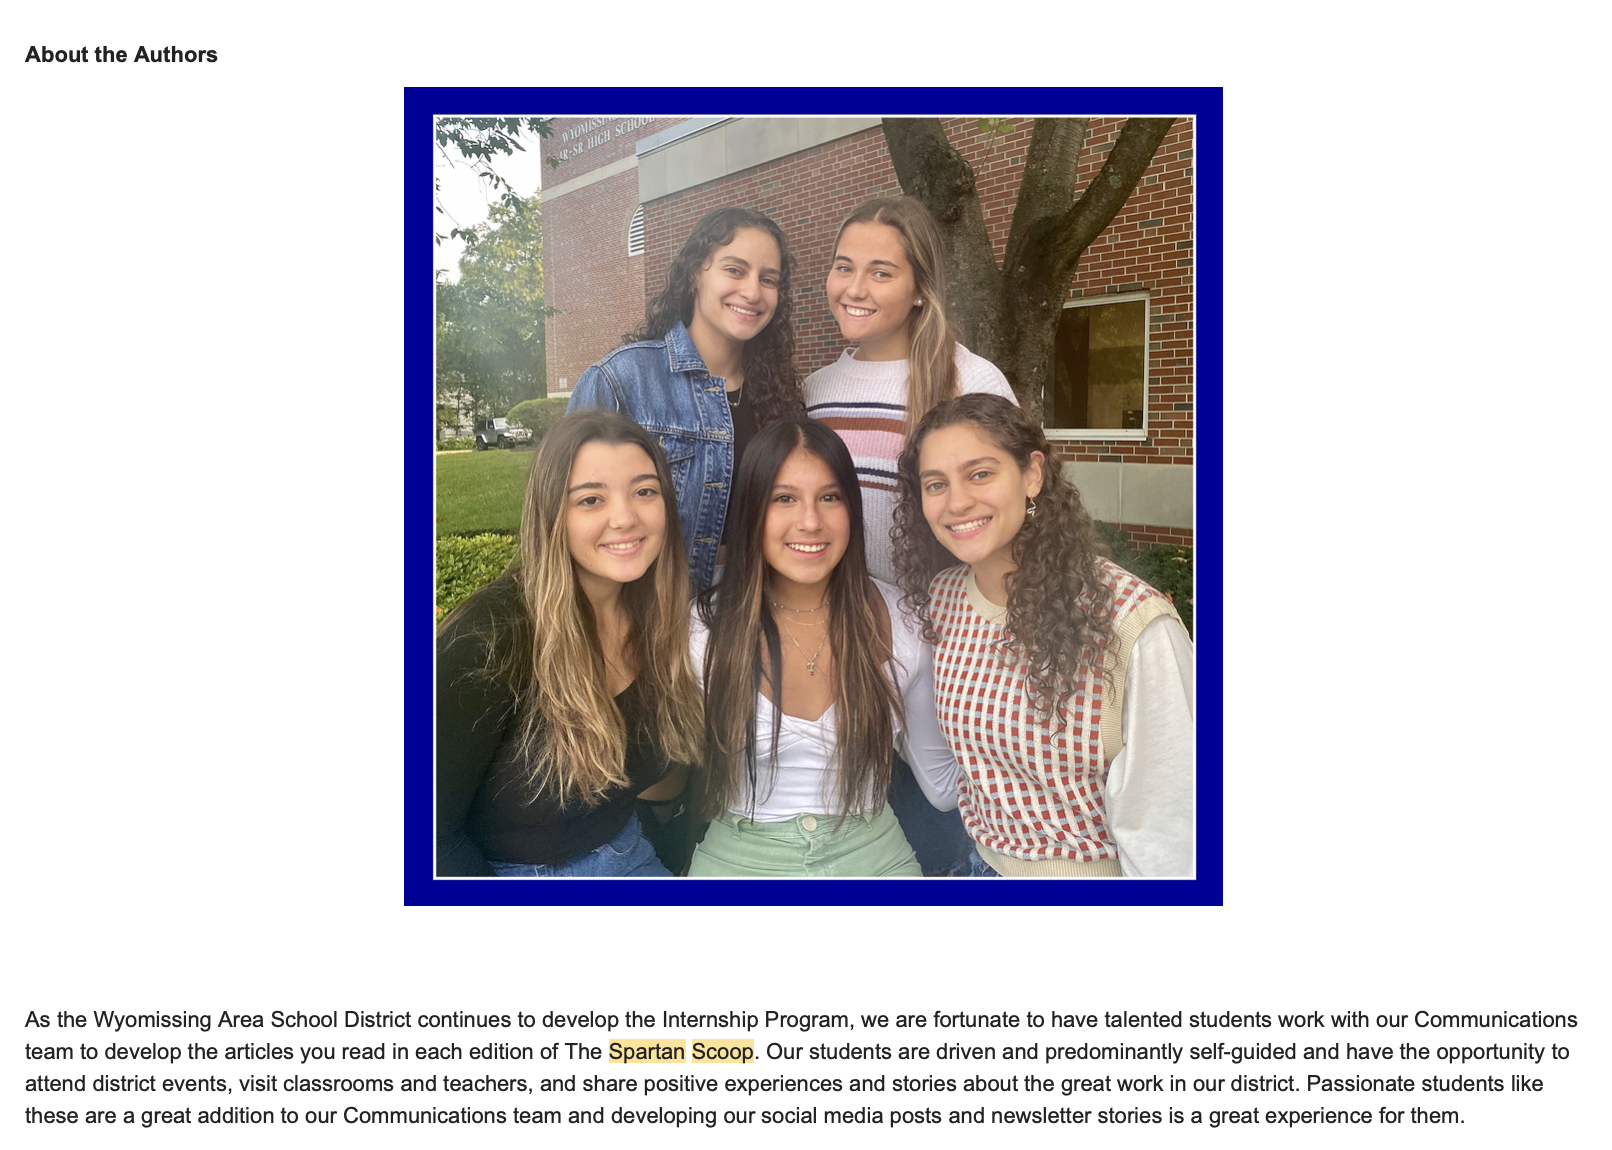 About the Authors
WYOMISSING
JR-SR HIGH SCHOOL
As the Wyomissing Area School District continues to develop the Internship Program, we are fortunate to have talented students work with our Communications
team to develop the articles you read in each edition of The Spartan Scoop. Our students are driven and predominantly self-guided and have the opportunity to
attend district events, visit classrooms and teachers, and share positive experiences and stories about the great work in our district. Passionate students like
these are a great addition to our Communications team and developing our social media posts and newsletter stories is a great experience for them.